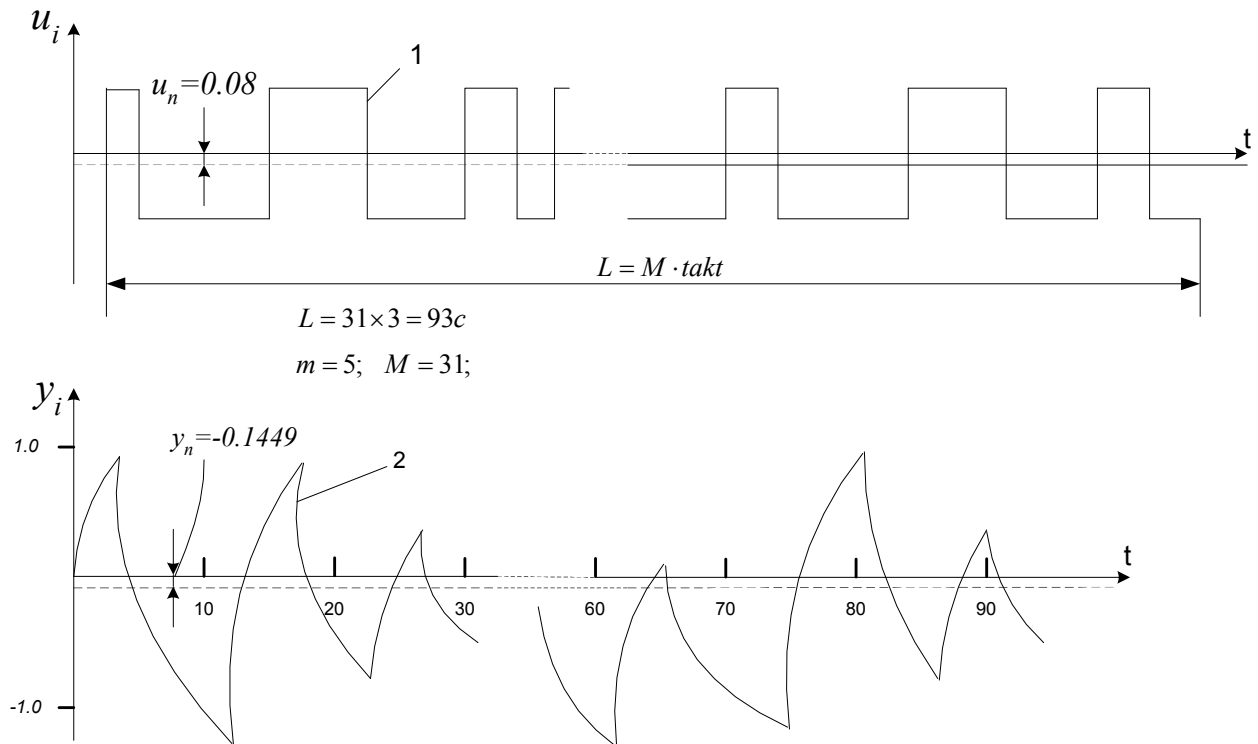 u_i
1
u_n=0.08
t
L = M · takt
L = 31 × 3 = 93c
m = 5; M = 31;
y_i
1.0
y_n=-0.1449
2
t
10 20 30 60 70 80 90
-1.0